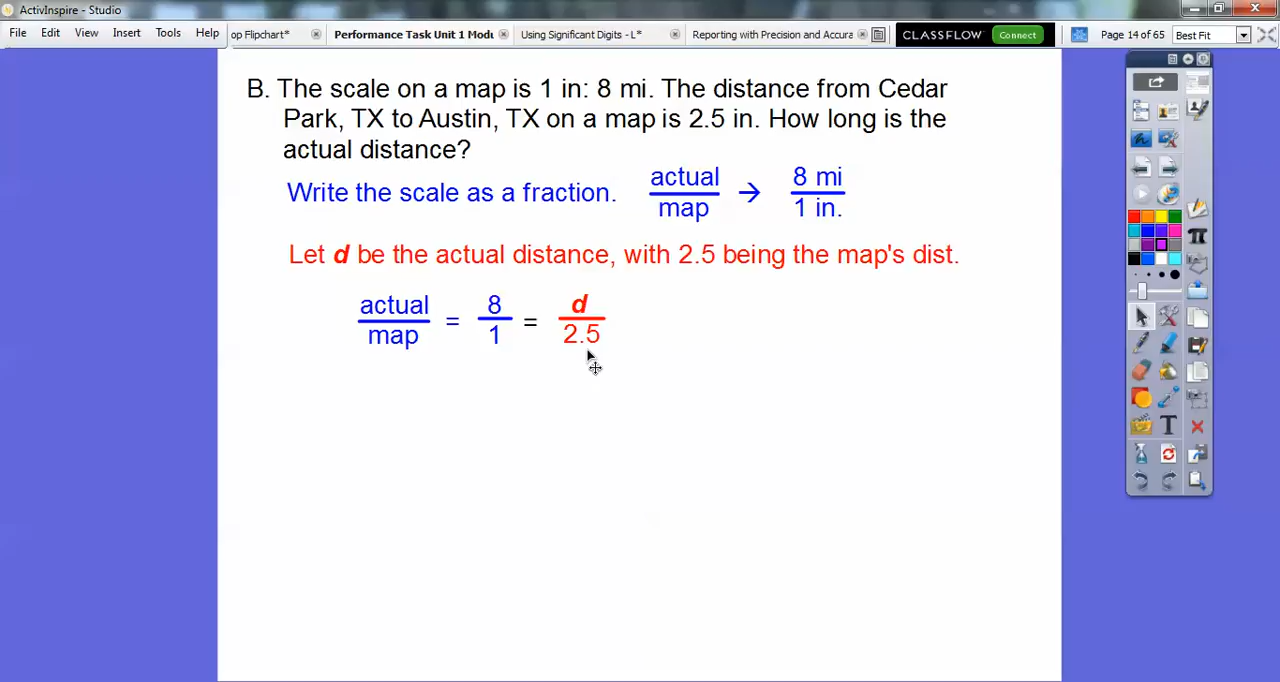 ActivInspire - Studio
File Edit View Insert Tools Help
op Flipchart*
Performance Task Unit 1 Modu
Using Significant Digits - L*
Reporting with Precision and Accura
CLASSFLOW
Connect
Page 14 of 65
Best Fit
B. The scale on a map is 1 in: 8 mi. The distance from Cedar
Park, TX to Austin, TX on a map is 2.5 in. How long is the
actual distance?
Write the scale as a fraction. actual → 8 mi
map 1 in.
Let d be the actual distance, with 2.5 being the map's dist.
actual = 8 = d
map 1 2.5